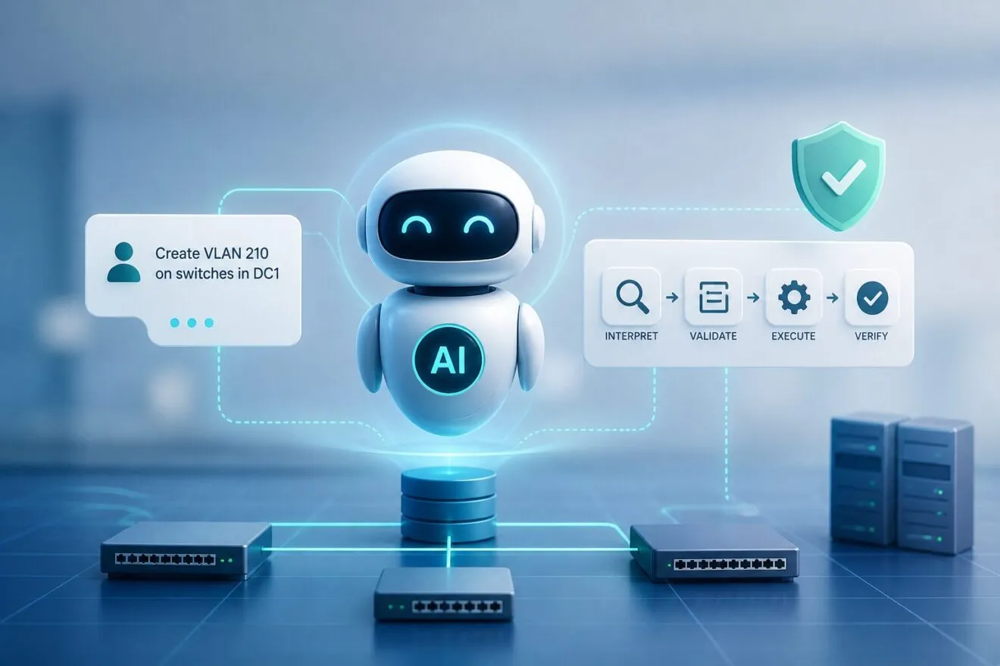 Create VLAN 210
on switches in DC1
AI
INTERPRET
VALIDATE
EXECUTE
VERIFY